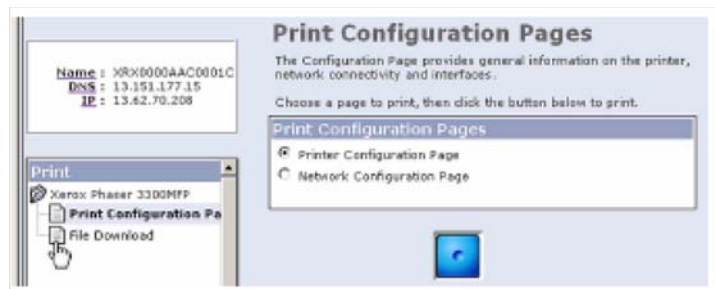 Print Configuration Pages
The Configuration Page provides general information on the printer,
network connectivity and interfaces.
Choose a page to print, then click the button below to print.
Name : XRX0000AAC0001C
DNS : 13.151.177.15
IP : 13.62.70.208
Print Configuration Pages
Printer Configuration Page
Network Configuration Page
Print
Xerox Phaser 3300MFP
Print Configuration Pa
File Download